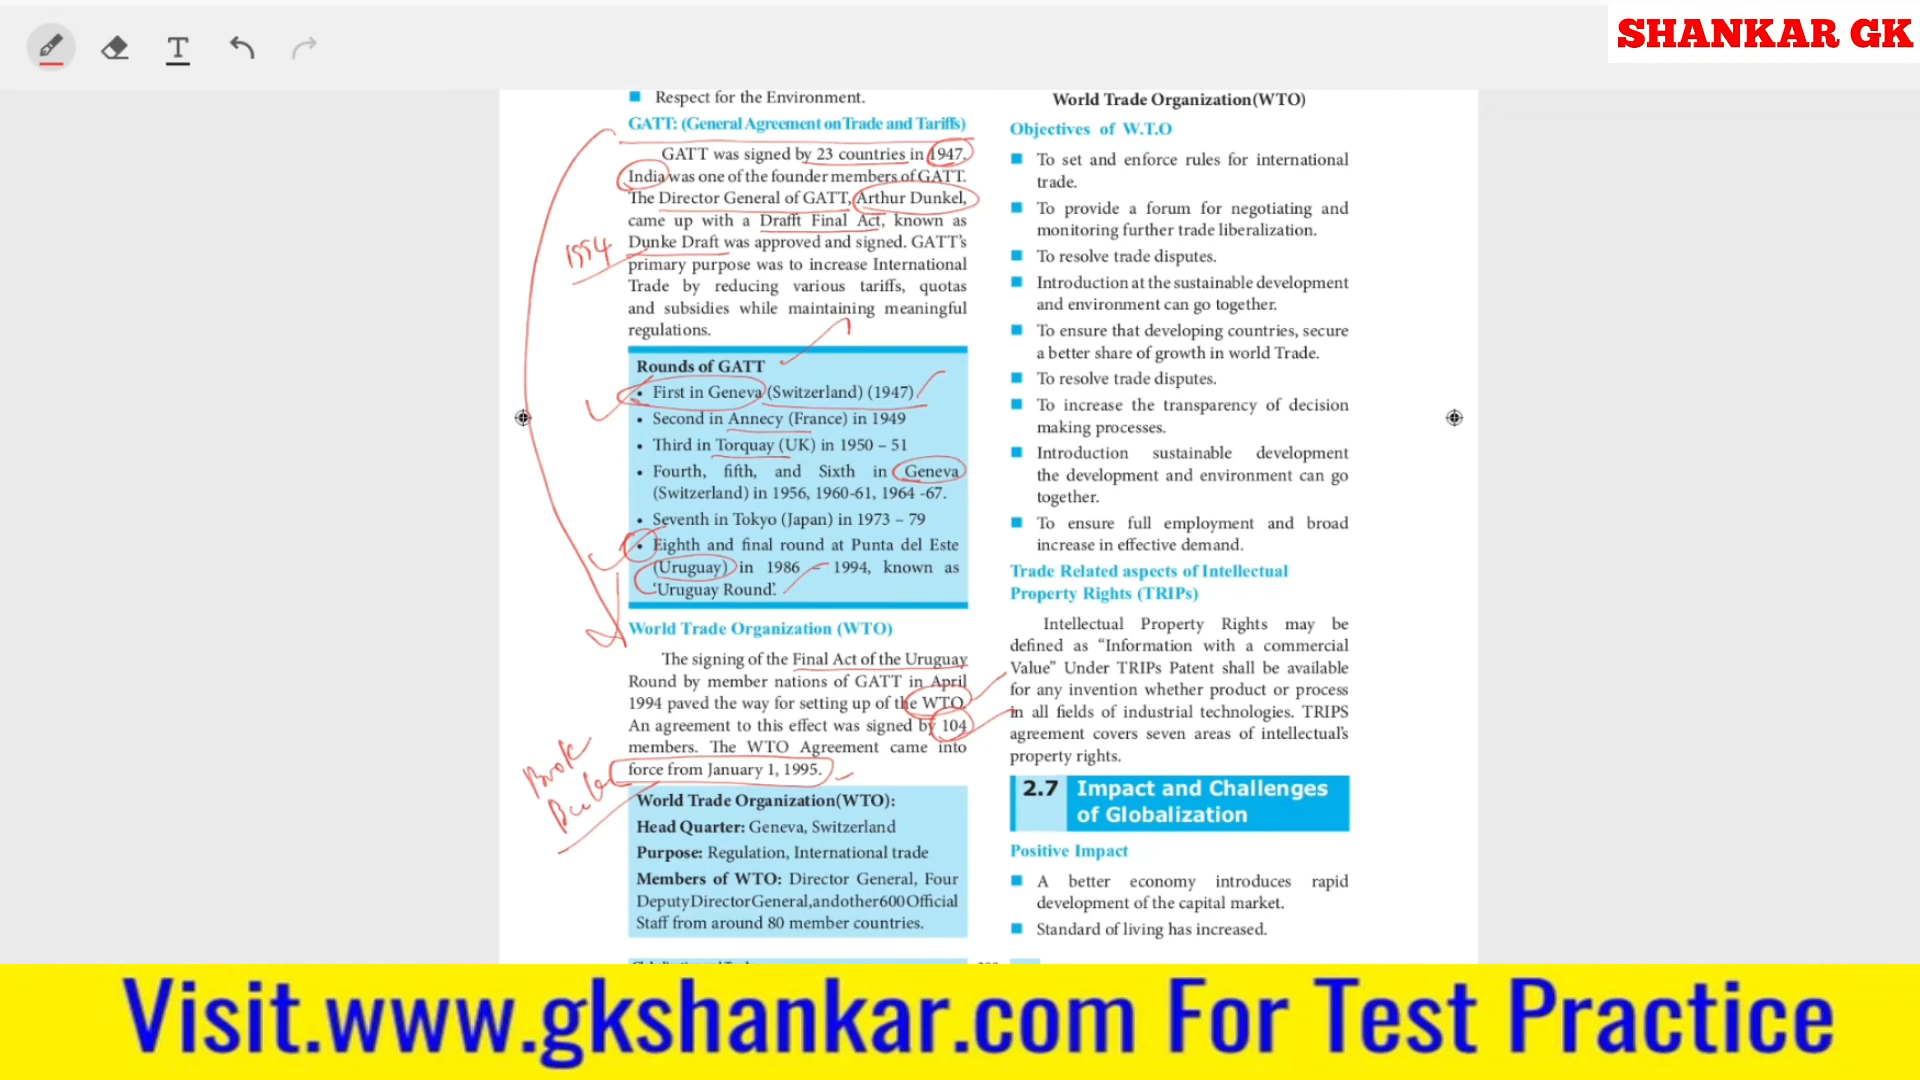 SHANKAR GK
Respect for the Environment.
GATT: (General Agreement on Trade and Tariffs)
GATT was signed by 23 countries in 1947.
India was one of the founder members of GATT.
The Director General of GATT, Arthur Dunkel,
came up with a Drafft Final Act, known as
Dunke Draft was approved and signed. GATT's
primary purpose was to increase International
Trade by reducing various tariffs, quotas
and subsidies while maintaining meaningful
regulations.
1994
Rounds of GATT
• First in Geneva (Switzerland) (1947)
• Second in Annecy (France) in 1949
• Third in Torquay (UK) in 1950 – 51
• Fourth, fifth, and Sixth in Geneva
(Switzerland) in 1956, 1960-61, 1964 -67.
• Seventh in Tokyo (Japan) in 1973 – 79
• Eighth and final round at Punta del Este
(Uruguay) in 1986 – 1994, known as
'Uruguay Round'.
World Trade Organization (WTO)
The signing of the Final Act of the Uruguay
Round by member nations of GATT in April
1994 paved the way for setting up of the WTO.
An agreement to this effect was signed by 104
members. The WTO Agreement came into
force from January 1, 1995.
Book
World Trade Organization(WTO):
Head Quarter: Geneva, Switzerland
Purpose: Regulation, International trade
Members of WTO: Director General, Four
Deputy Director General, and other 600 Official
Staff from around 80 member countries.
World Trade Organization(WTO)
Objectives of W.T.O
To set and enforce rules for international
trade.
To provide a forum for negotiating and
monitoring further trade liberalization.
To resolve trade disputes.
Introduction at the sustainable development
and environment can go together.
To ensure that developing countries, secure
a better share of growth in world Trade.
To resolve trade disputes.
To increase the transparency of decision
making processes.
Introduction sustainable development
the development and environment can go
together.
To ensure full employment and broad
increase in effective demand.
Trade Related aspects of Intellectual
Property Rights (TRIPs)
Intellectual Property Rights may be
defined as “Information with a commercial
Value” Under TRIPs Patent shall be available
for any invention whether product or process
in all fields of industrial technologies. TRIPS
agreement covers seven areas of intellectual's
property rights.
2.7 Impact and Challenges
of Globalization
Positive Impact
A better economy introduces rapid
development of the capital market.
Standard of living has increased.
Visit.www.gkshankar.com For Test Practice